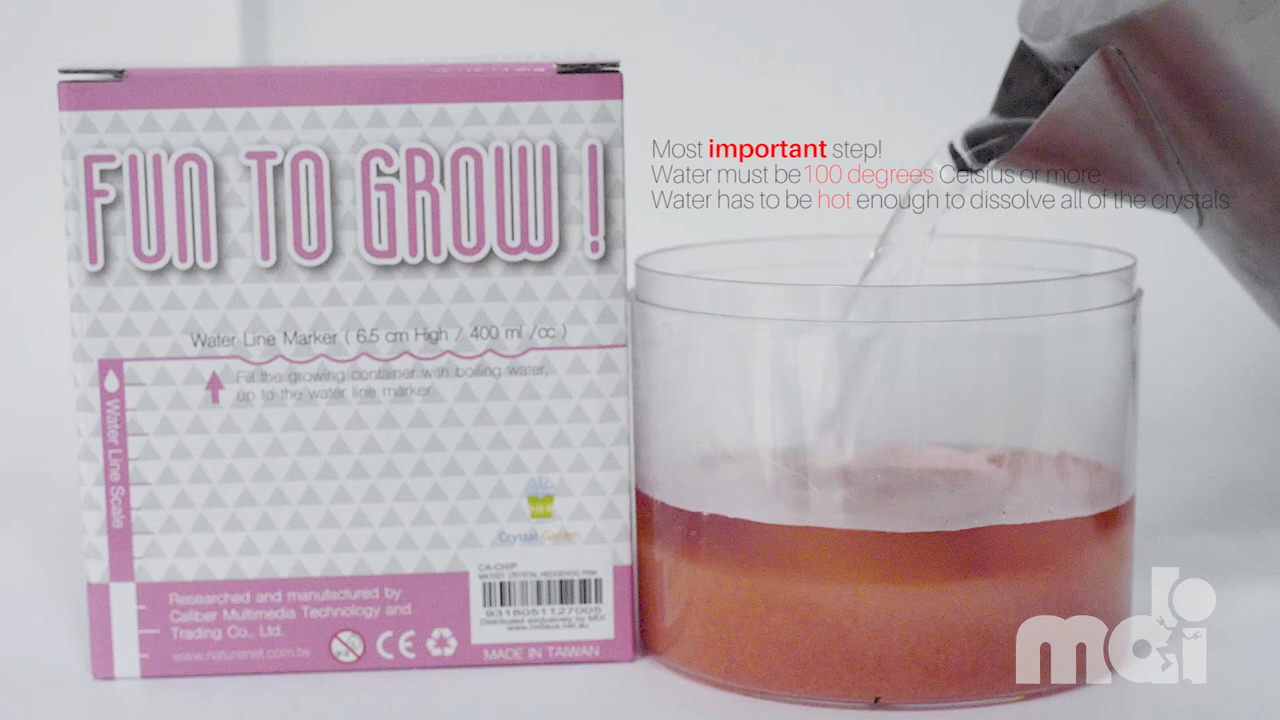 FUN TO GROW !
Water Line Marker ( 6.5 cm High / 400 ml /cc )
Fill the growing container with boiling water,
up to the water line marker.
Water Line Scale
Crystal Garden
CA-CHIP
CRYSTAL HEDGEHOG PINK
9316051127005
Distributed exclusively by MDI
Researched and manufactured by
Caliber Multimedia Technology and
Trading Co., Ltd.
www.naturenet.com.tw
CE
MADE IN TAIWAN
Most important step!
Water must be 100 degrees Celsius or more.
Water has to be hot enough to dissolve all of the crystals
mdi